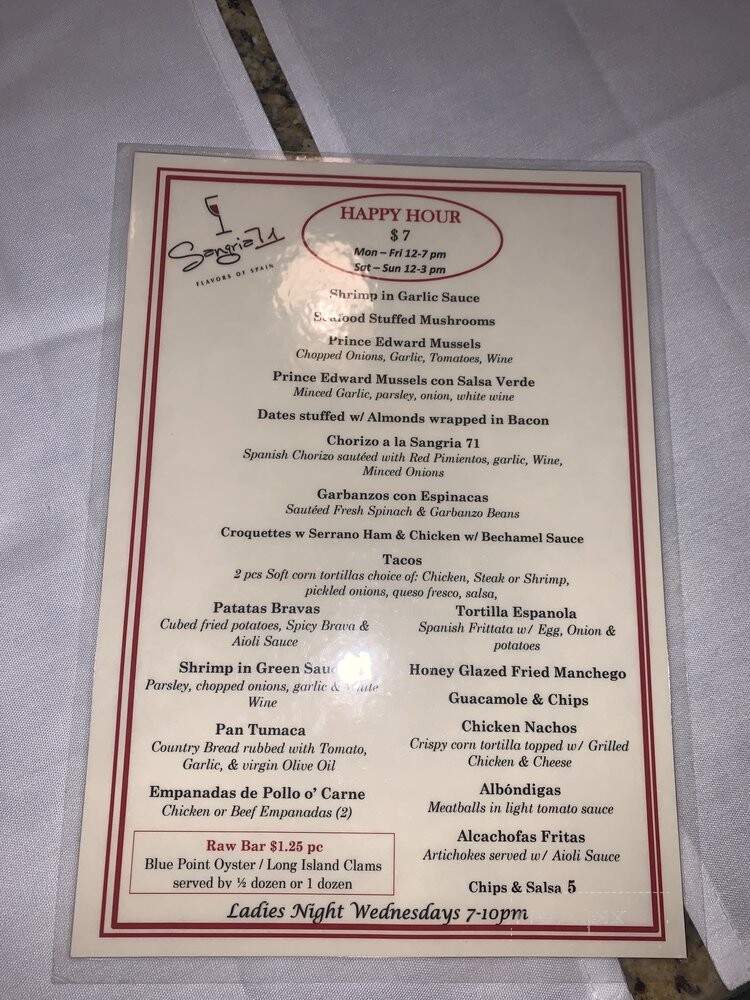 Sangria 71
FLAVORS OF SPAIN
HAPPY HOUR
$ 7
Mon – Fri 12-7 pm
Sat – Sun 12-3 pm
Shrimp in Garlic Sauce
Seafood Stuffed Mushrooms
Prince Edward Mussels
Chopped Onions, Garlic, Tomatoes, Wine
Prince Edward Mussels con Salsa Verde
Minced Garlic, parsley, onion, white wine
Dates stuffed w/ Almonds wrapped in Bacon
Chorizo a la Sangria 71
Spanish Chorizo sautéed with Red Pimientos, garlic, Wine,
Minced Onions
Garbanzos con Espinacas
Sautéed Fresh Spinach & Garbanzo Beans
Croquettes w Serrano Ham & Chicken w/ Bechamel Sauce
Tacos
2 pcs Soft corn tortillas choice of: Chicken, Steak or Shrimp,
pickled onions, queso fresco, salsa,
Patatas Bravas
Cubed fried potatoes, Spicy Brava &
Aioli Sauce
Shrimp in Green Sauce
Parsley, chopped onions, garlic & White
Wine
Pan Tumaca
Country Bread rubbed with Tomato,
Garlic, & virgin Olive Oil
Empanadas de Pollo o' Carne
Chicken or Beef Empanadas (2)
Raw Bar $1.25 pc
Blue Point Oyster / Long Island Clams
served by ½ dozen or 1 dozen
Tortilla Espanola
Spanish Frittata w/ Egg, Onion &
potatoes
Honey Glazed Fried Manchego
Guacamole & Chips
Chicken Nachos
Crispy corn tortilla topped w/ Grilled
Chicken & Cheese
Albóndigas
Meatballs in light tomato sauce
Alcachofas Fritas
Artichokes served w/ Aioli Sauce
Chips & Salsa 5
Ladies Night Wednesdays 7-10pm